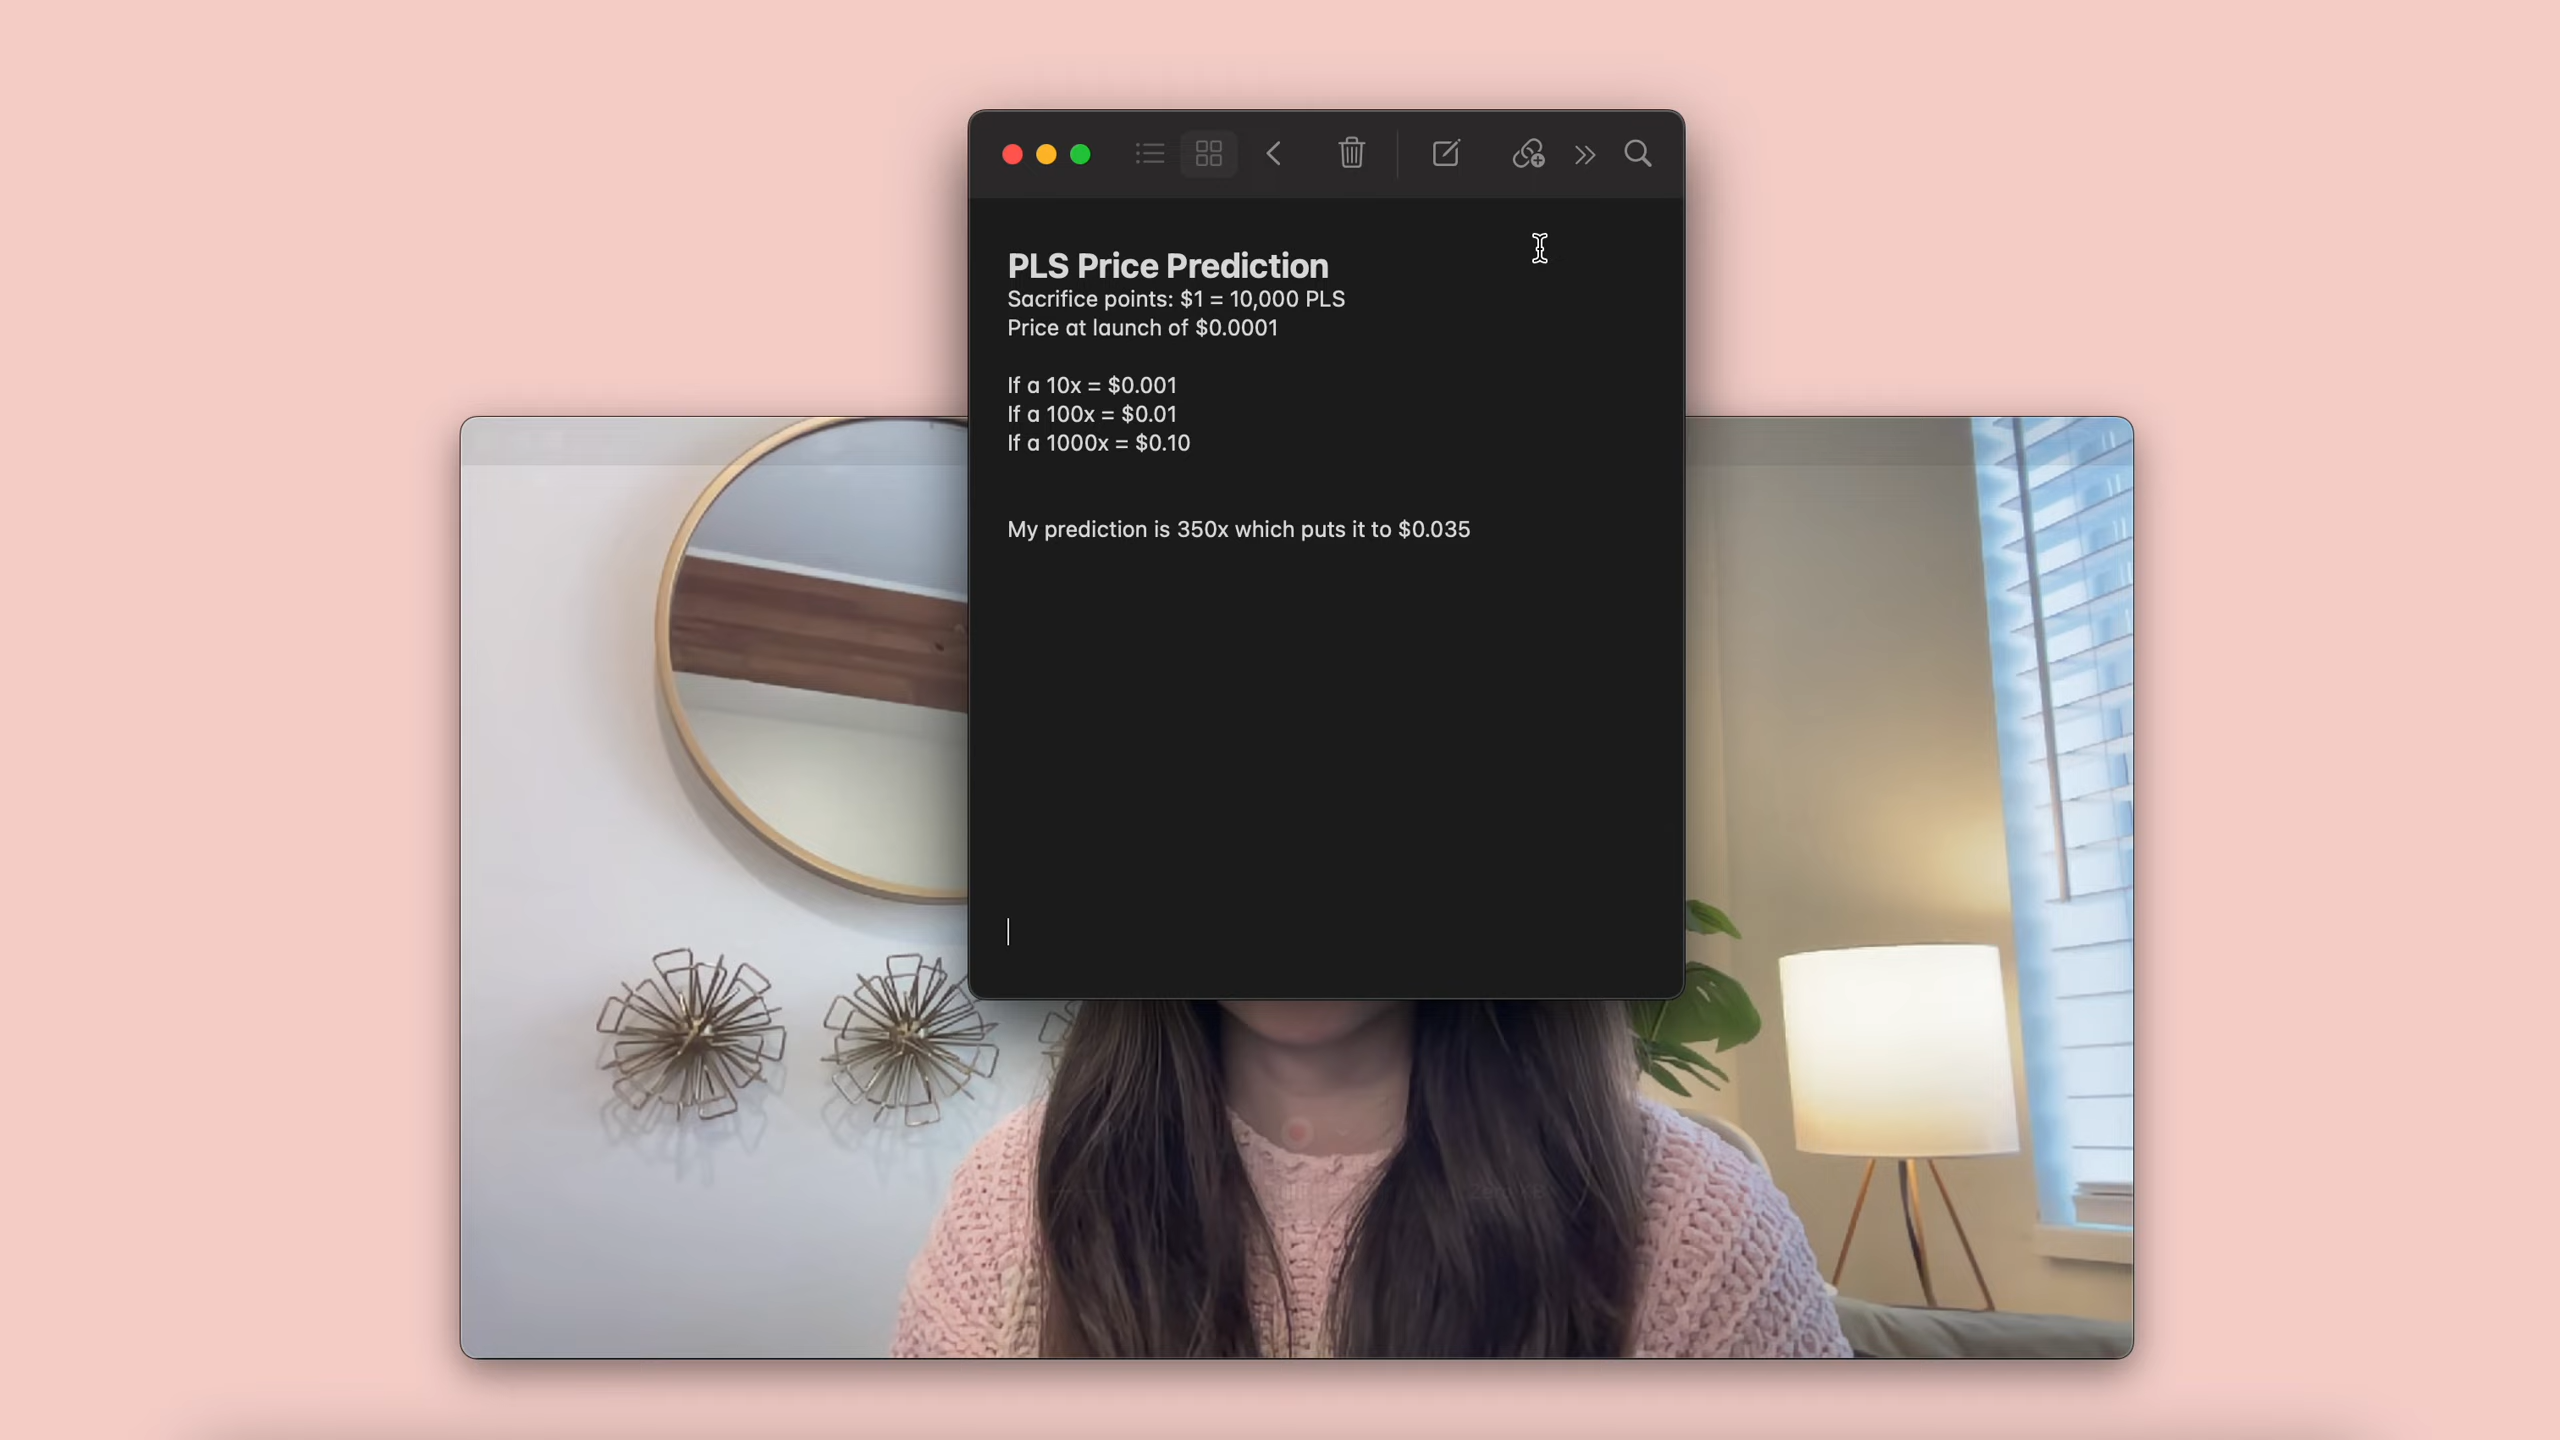 PLS Price Prediction
Sacrifice points: $1 = 10,000 PLS
Price at launch of $0.0001
If a 10x = $0.001
If a 100x = $0.01
If a 1000x = $0.10
My prediction is 350x which puts it to $0.035